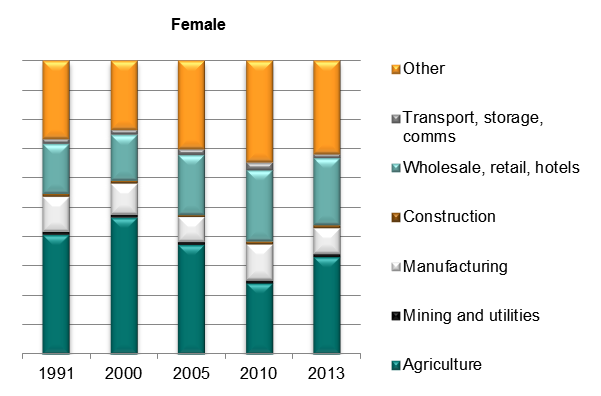 Female
Other
Transport, storage,
comms
Wholesale, retail, hotels
Construction
Manufacturing
Mining and utilities
Agriculture
1991 2000 2005 2010 2013